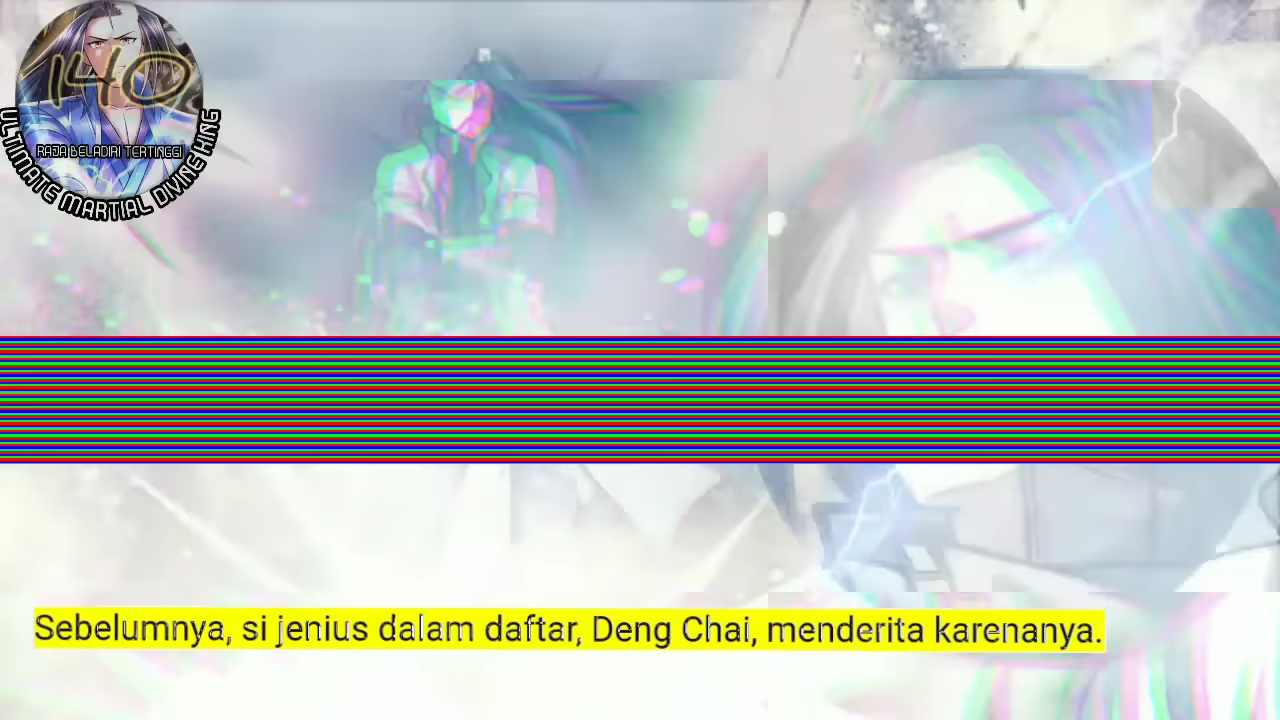 140
RAJA BELADIRI TERTINGGI
ULTIMATE MARTIAL DIVINE KING
Sebelumnya, si jenius dalam daftar, Deng Chai, menderita karenanya.